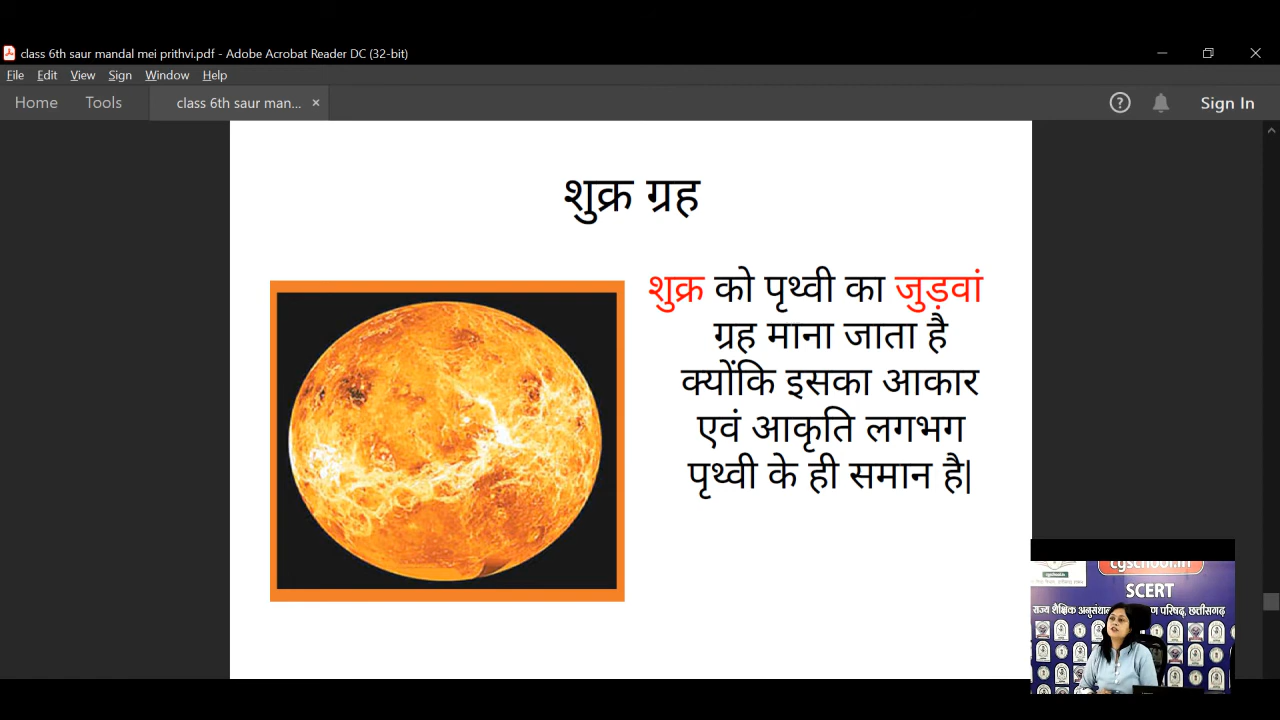 class 6th saur mandal mei prithvi.pdf - Adobe Acrobat Reader DC (32-bit)
File Edit View Sign Window Help
Home Tools class 6th saur man... × Sign In
शुक्र ग्रह
शुक्र को पृथ्वी का जुड़वां
ग्रह माना जाता है
क्योंकि इसका आकार
एवं आकृति लगभग
पृथ्वी के ही समान है|
cgschool.in
SCERT
राज्य शैक्षिक अनुसंधान परिषद, छत्तीसगढ़